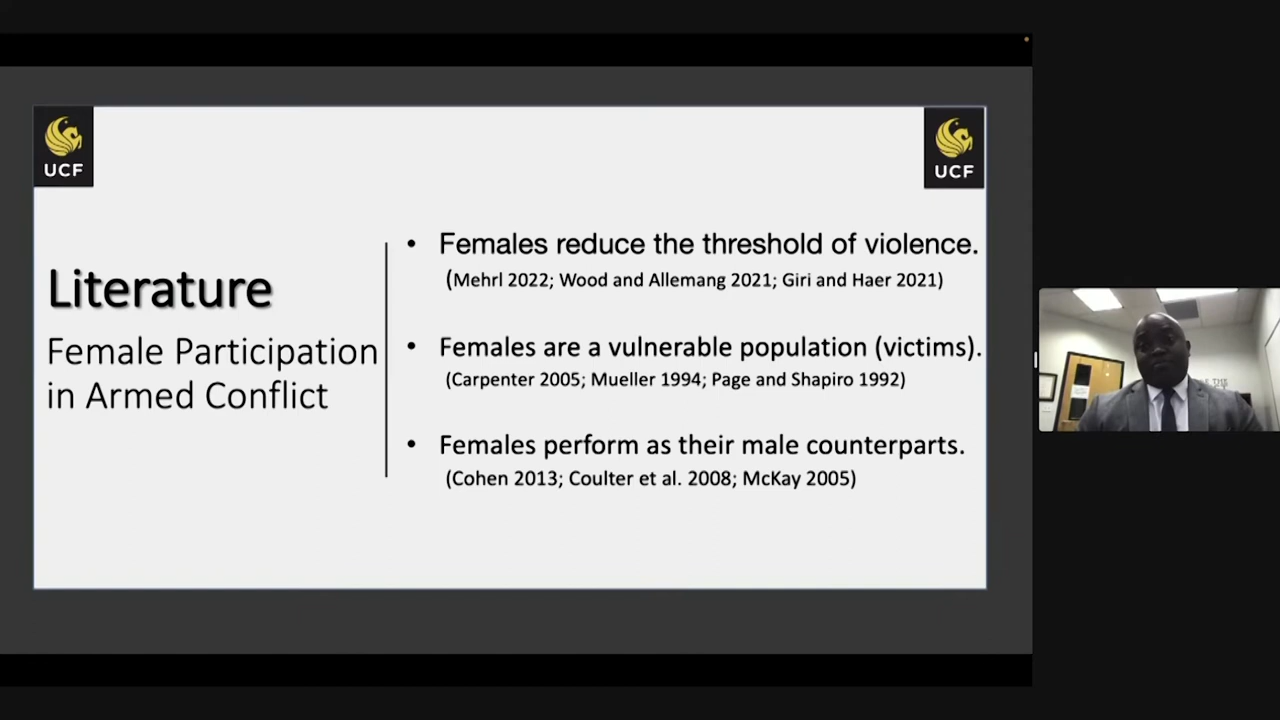 UCF
UCF
Literature
Female Participation
in Armed Conflict
• Females reduce the threshold of violence.
(Mehrl 2022; Wood and Allemang 2021; Giri and Haer 2021)
• Females are a vulnerable population (victims).
(Carpenter 2005; Mueller 1994; Page and Shapiro 1992)
• Females perform as their male counterparts.
(Cohen 2013; Coulter et al. 2008; McKay 2005)